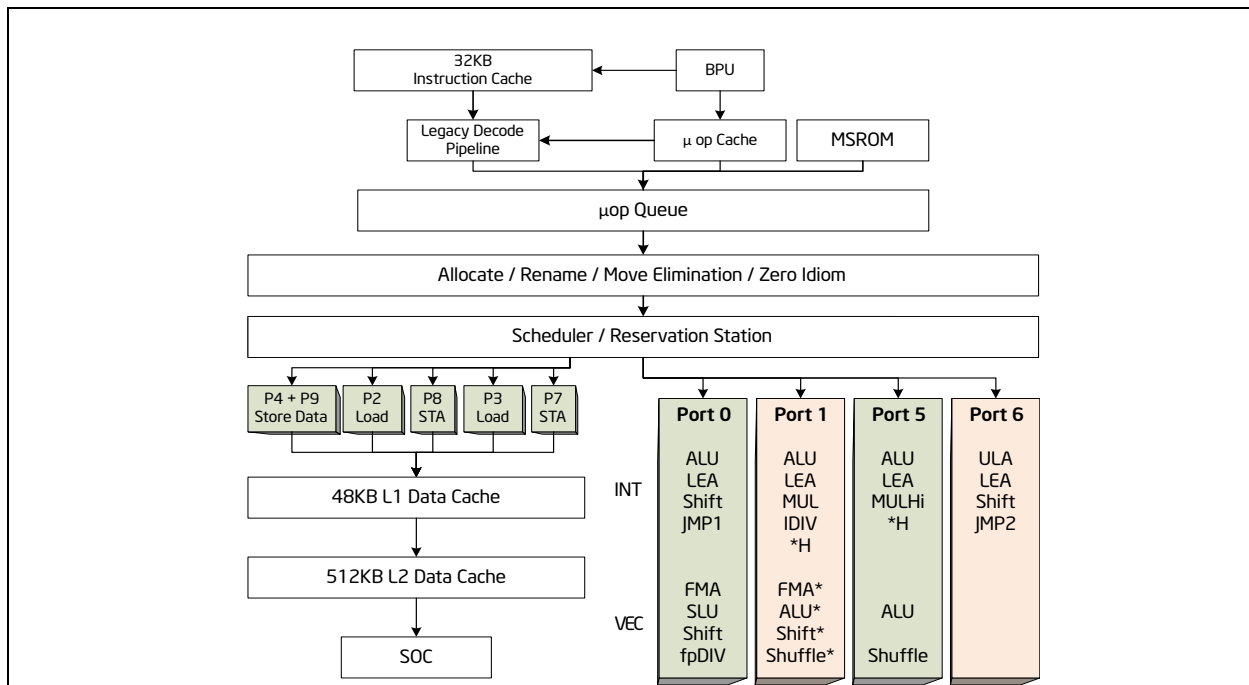 32KB
Instruction Cache
BPU
Legacy Decode
Pipeline
μ op Cache
MSROM
μop Queue
Allocate / Rename / Move Elimination / Zero Idiom
Scheduler / Reservation Station
P4 + P9
Store Data
P2
Load
P8
STA
P3
Load
P7
STA
48KB L1 Data Cache
512KB L2 Data Cache
SOC
INT
VEC
Port 0
ALU
LEA
Shift
JMP1
FMA
SLU
Shift
fpDIV
Port 1
ALU
LEA
MUL
IDIV
*H
FMA*
ALU*
Shift*
Shuffle*
Port 5
ALU
LEA
MULHi
*H
ALU
Shuffle
Port 6
ULA
LEA
Shift
JMP2